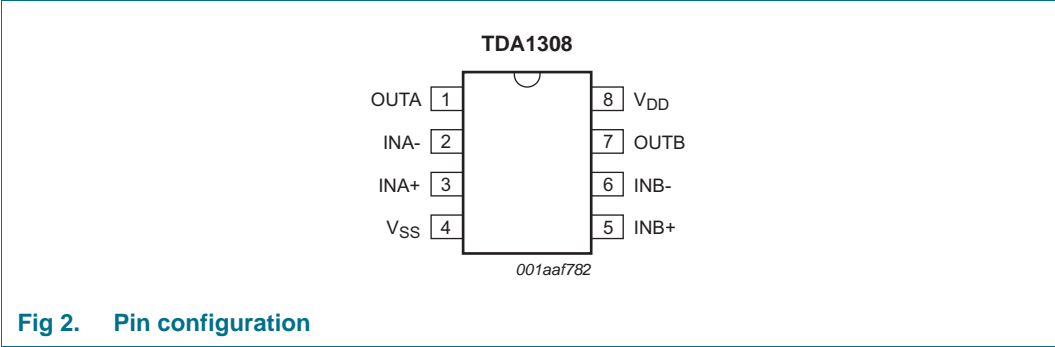 TDA1308
OUTA 1 8 VDD
INA- 2 7 OUTB
INA+ 3 6 INB-
VSS 4 5 INB+
001aaf782
Fig 2. Pin configuration